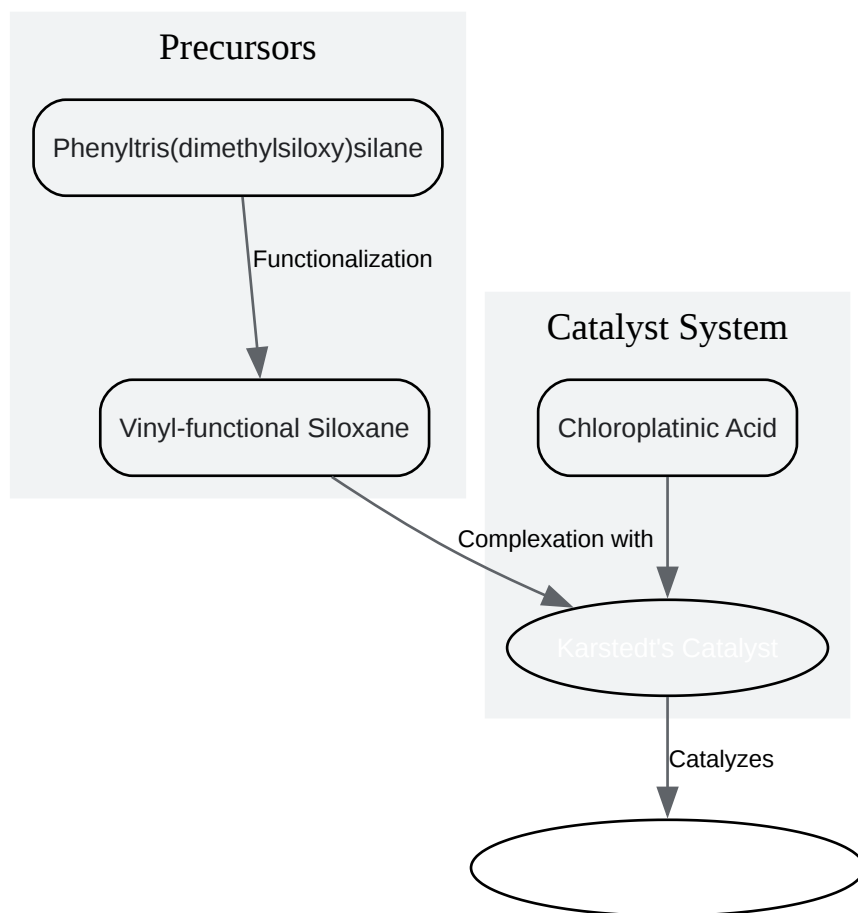 Precursors
Phenyltris(dimethylsiloxy)silane
Functionalization
Catalyst System
Vinyl-functional Siloxane
Chloroplatinic Acid
Complexation with
Karstedt's Catalyst
Catalyzes